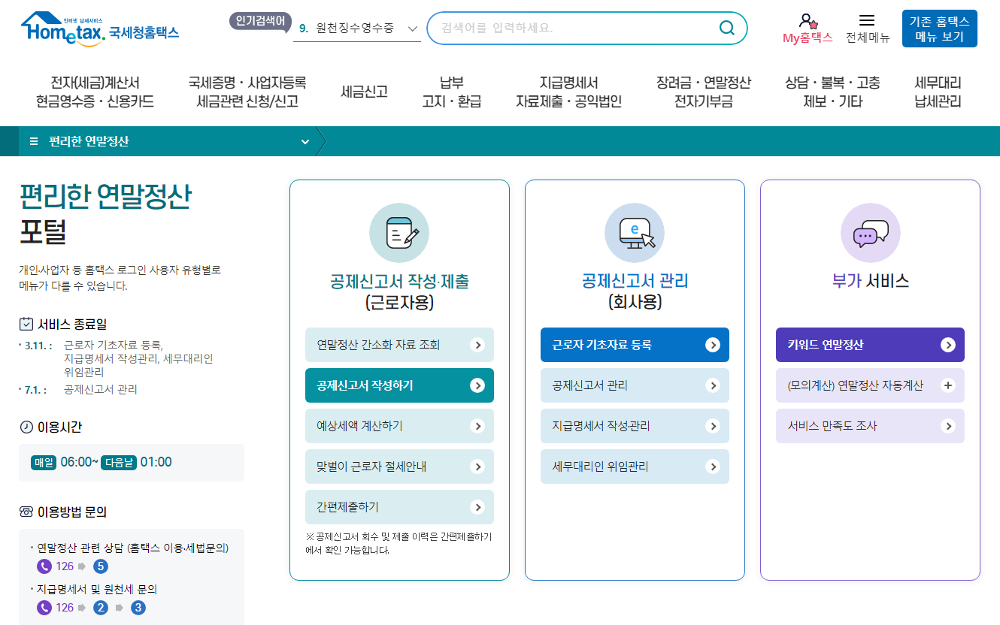 인터넷 납세서비스
Hometax. 국세청홈택스
인기검색어
9. 원천징수영수증
검색어를 입력하세요.
My홈택스
전체메뉴
기존 홈택스
메뉴 보기
전자(세금)계산서
현금영수증・신용카드
국세증명・사업자등록
세금관련 신청/신고
세금신고
납부
고지・환급
지급명세서
자료제출・공익법인
장려금・연말정산
전자기부금
상담・불복・고충
제보・기타
세무대리
납세관리
편리한 연말정산
편리한 연말정산
포털
개인·사업자 등 홈택스 로그인 사용자 유형별로
메뉴가 다를 수 있습니다.
서비스 종료일
· 3.11. : 근로자 기초자료 등록,
지급명세서 작성관리, 세무대리인
위임관리
· 7.1. : 공제신고서 관리
이용시간
매일 06:00~ 다음날 01:00
이용방법 문의
· 연말정산 관련 상담 (홈택스 이용·세법문의)
126 5
· 지급명세서 및 원천세 문의
126 2 3
공제신고서 작성·제출
(근로자용)
연말정산 간소화 자료 조회
공제신고서 작성하기
예상세액 계산하기
맞벌이 근로자 절세안내
간편제출하기
※ 공제신고서 회수 및 제출 이력은 간편제출하기
에서 확인 가능합니다.
e
공제신고서 관리
(회사용)
근로자 기초자료 등록
공제신고서 관리
지급명세서 작성·관리
세무대리인 위임관리
부가 서비스
키워드 연말정산
(모의계산) 연말정산 자동계산
서비스 만족도 조사